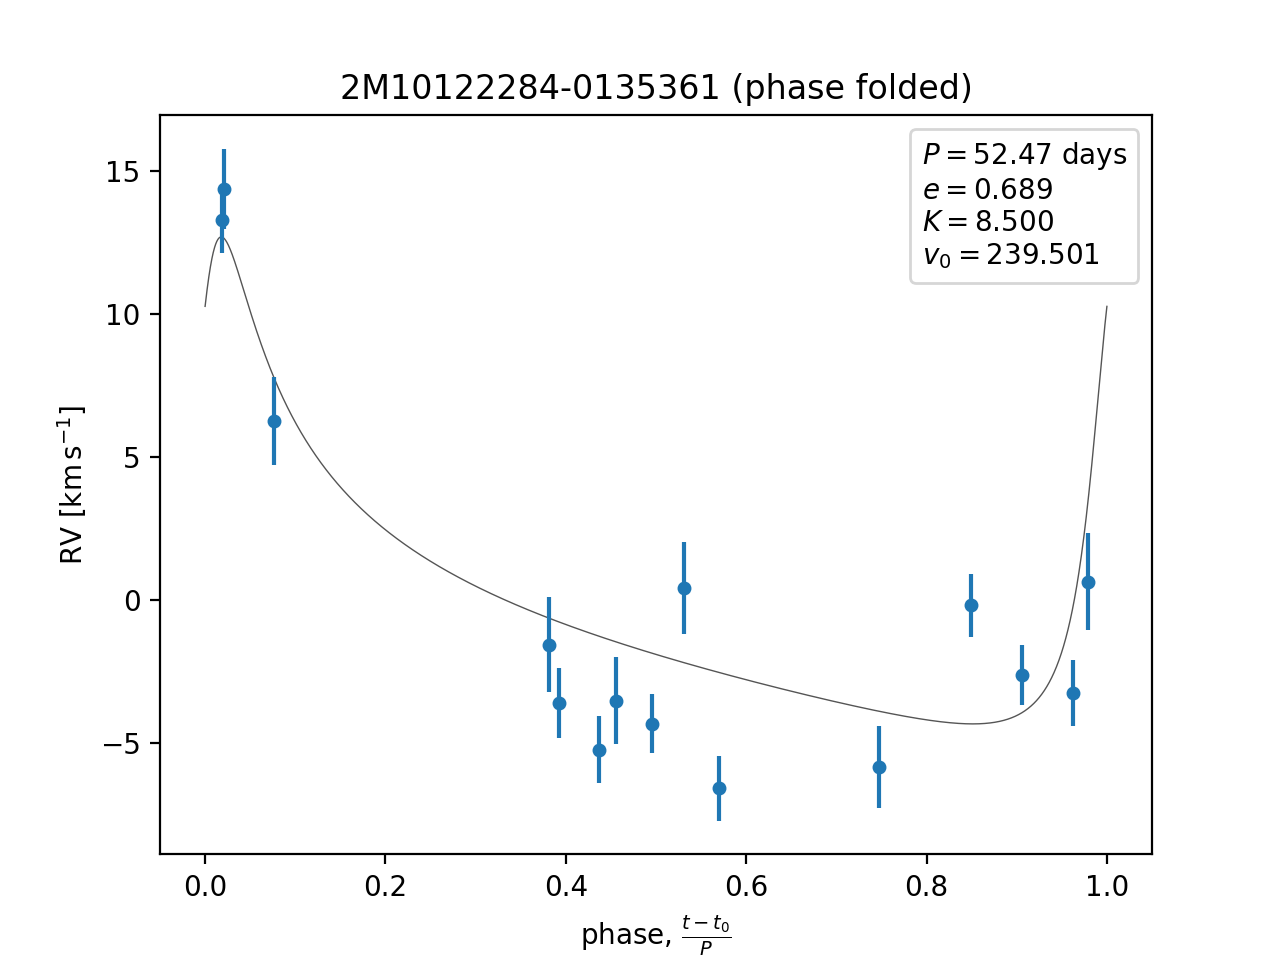 2M10122284-0135361 (phase folded)
P = 52.47 days
e = 0.689
K = 8.500
v₀ = 239.501
15
10
5
0
−5
RV [km s⁻¹]
0.0 0.2 0.4 0.6 0.8 1.0
phase, (t − t₀)/P